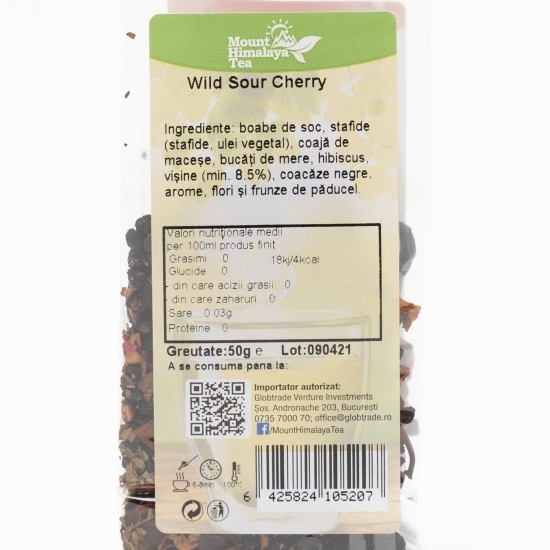 Mount
Himalaya
Tea
Wild Sour Cherry
Ingrediente: boabe de soc, stafide
(stafide, ulei vegetal), coajă de
maceșe, bucăți de mere, hibiscus,
vișine (min. 8.5%), coacăze negre,
arome, flori și frunze de păducel.
Valori nutriționale medii
per 100ml produs finit
Grasimi 0 18kj/4kcal
Glucide ... 0
- din care acizii grasii ... 0
- din care zaharuri ... 0
Sare ... 0.03g
Proteine ... 0
Greutate:50g e Lot:090421
A se consuma pana la:
Importator autorizat:
Globtrade Venture Investments
Șos. Andronache 203, București
0735 7000 70; office@globtrade.ro
/MountHimalayaTea
6-8min 100°C
6 425824 105207